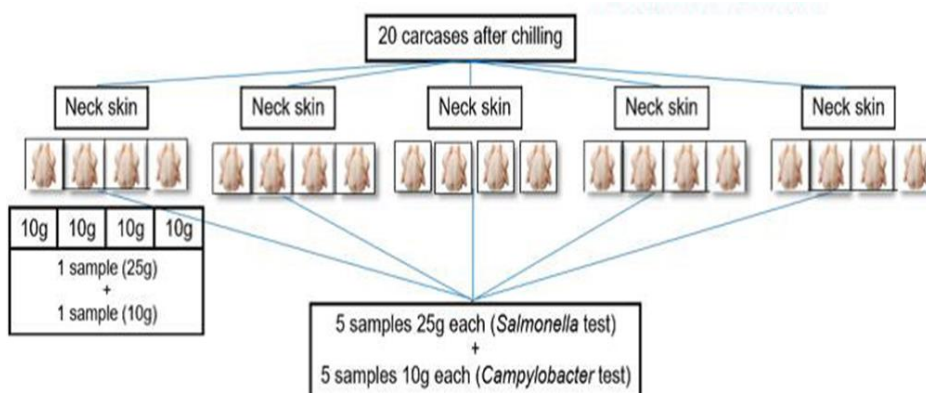 20 carcases after chilling
Neck skin
Neck skin
Neck skin
Neck skin
Neck skin
10g
10g
10g
10g
1 sample (25g)
+
1 sample (10g)
5 samples 25g each (Salmonella test)
+
5 samples 10g each (Campylobacter test)